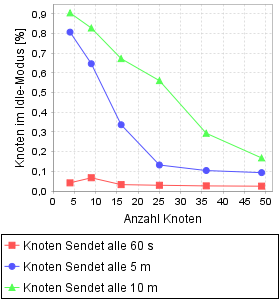 Knoten im Idle-Modus [%]
0,9
0,8
0,7
0,6
0,5
0,4
0,3
0,2
0,1
0,0
0 5 10 15 20 25 30 35 40 45 50
Anzahl Knoten
Knoten Sendet alle 60 s
Knoten Sendet alle 5 m
Knoten Sendet alle 10 m